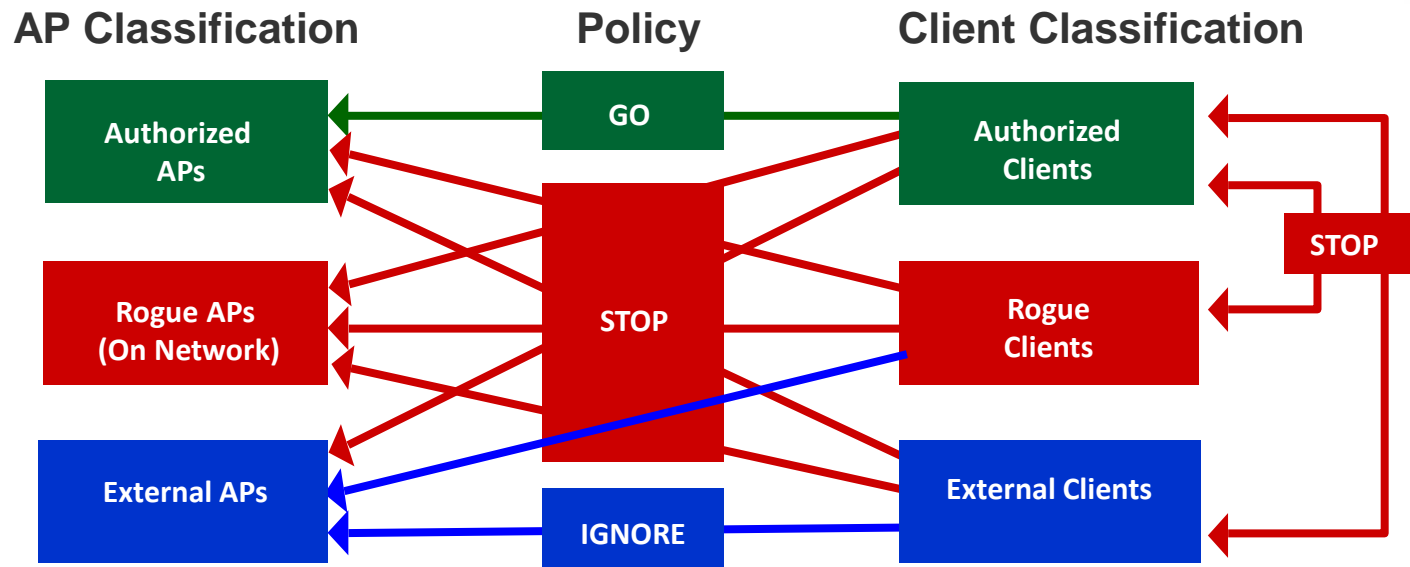 AP Classification
Policy
Client Classification
Authorized
APs
GO
Authorized
Clients
STOP
Rogue APs
(On Network)
STOP
Rogue
Clients
External APs
IGNORE
External Clients